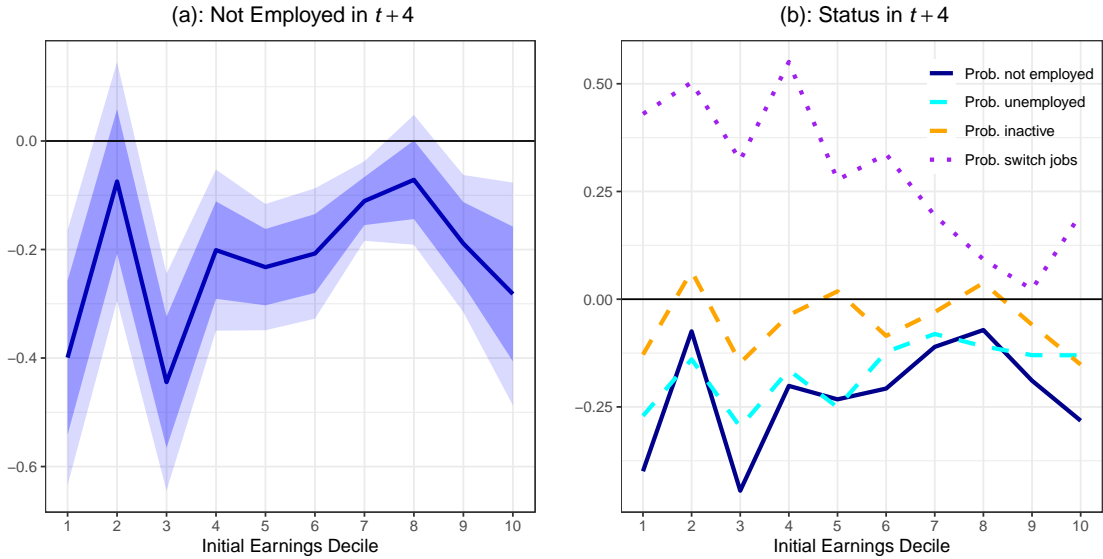 (a): Not Employed in t+4
0.0
−0.2
−0.4
−0.6
1 2 3 4 5 6 7 8 9 10
Initial Earnings Decile
(b): Status in t+4
0.50
0.25
0.00
−0.25
Prob. not employed
Prob. unemployed
Prob. inactive
Prob. switch jobs
1 2 3 4 5 6 7 8 9 10
Initial Earnings Decile